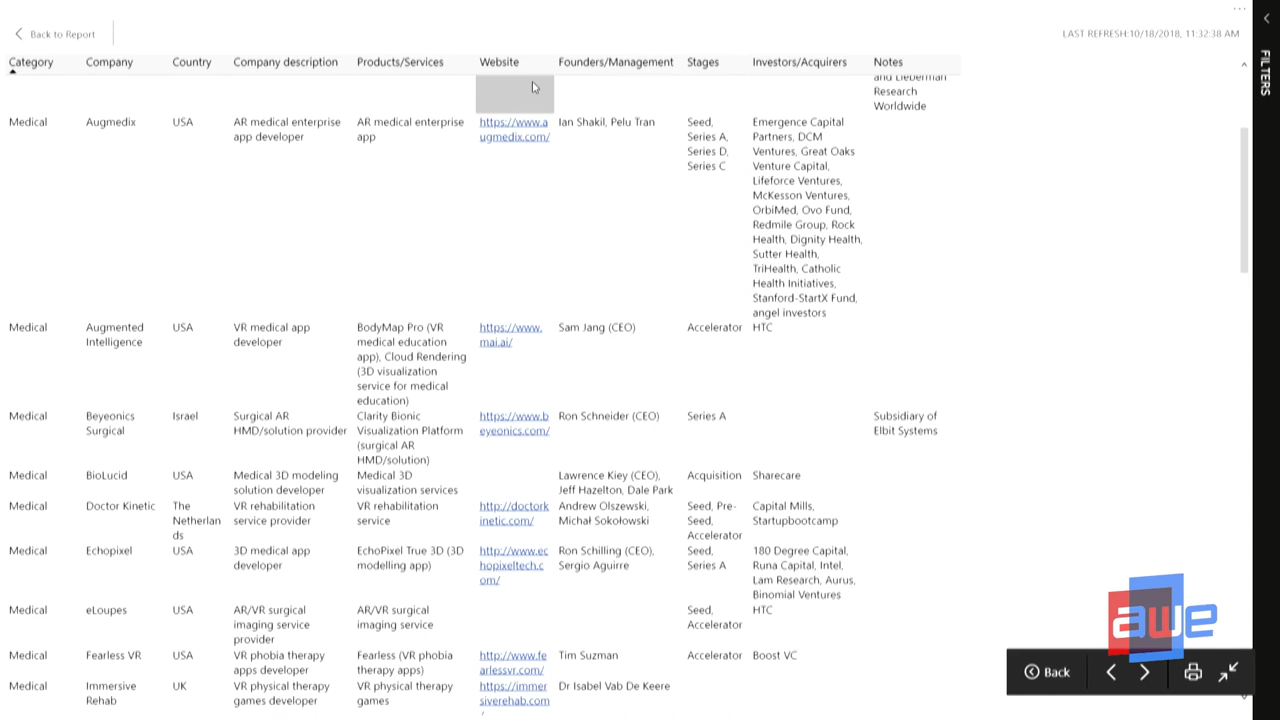 Back to Report
LAST REFRESH:10/18/2018, 11:32:38 AM
FILTERS
Category Company Country Company description Products/Services Website Founders/Management Stages Investors/Acquirers Notes
and Lieberman
Research
Worldwide
Medical Augmedix USA AR medical enterprise AR medical enterprise https://www.a Ian Shakil, Pelu Tran Seed, Emergence Capital
app developer app ugmedix.com/ Series A, Partners, DCM
Series D, Ventures, Great Oaks
Series C Venture Capital,
Lifeforce Ventures,
McKesson Ventures,
OrbiMed, Ovo Fund,
Redmile Group, Rock
Health, Dignity Health,
Sutter Health,
TriHealth, Catholic
Health Initiatives,
Stanford-StartX Fund,
angel investors
Medical Augmented USA VR medical app BodyMap Pro (VR https://www. Sam Jang (CEO) Accelerator HTC
Intelligence developer medical education mai.ai/
app), Cloud Rendering
(3D visualization
service for medical
education)
Medical Beyeonics Israel Surgical AR Clarity Bionic https://www.b Ron Schneider (CEO) Series A Subsidiary of
Surgical HMD/solution provider Visualization Platform eyeonics.com/ Elbit Systems
(surgical AR
HMD/solution)
Medical BioLucid USA Medical 3D modeling Medical 3D Lawrence Kiey (CEO), Acquisition Sharecare
solution developer visualization services Jeff Hazelton, Dale Park
Medical Doctor Kinetic The VR rehabilitation VR rehabilitation http://doctork Andrew Olszewski, Seed, Pre- Capital Mills,
Netherlan service provider service inetic.com/ Michał Sokołowski Seed, Startupbootcamp
ds Accelerator
Medical Echopixel USA 3D medical app EchoPixel True 3D (3D http://www.ec Ron Schilling (CEO), Seed, 180 Degree Capital,
developer modelling app) hopixeltech.c Sergio Aguirre Series A Runa Capital, Intel,
om/ Lam Research, Aurus,
Binomial Ventures
Medical eLoupes USA AR/VR surgical AR/VR surgical Seed, HTC
imaging service imaging service Accelerator
provider
Medical Fearless VR USA VR phobia therapy Fearless (VR phobia http://www.fe Tim Suzman Accelerator Boost VC
apps developer therapy apps) arlessvr.com/
Medical Immersive UK VR physical therapy VR physical therapy https://immer Dr Isabel Vab De Keere
Rehab games developer games siverehab.com
/
awe
Back